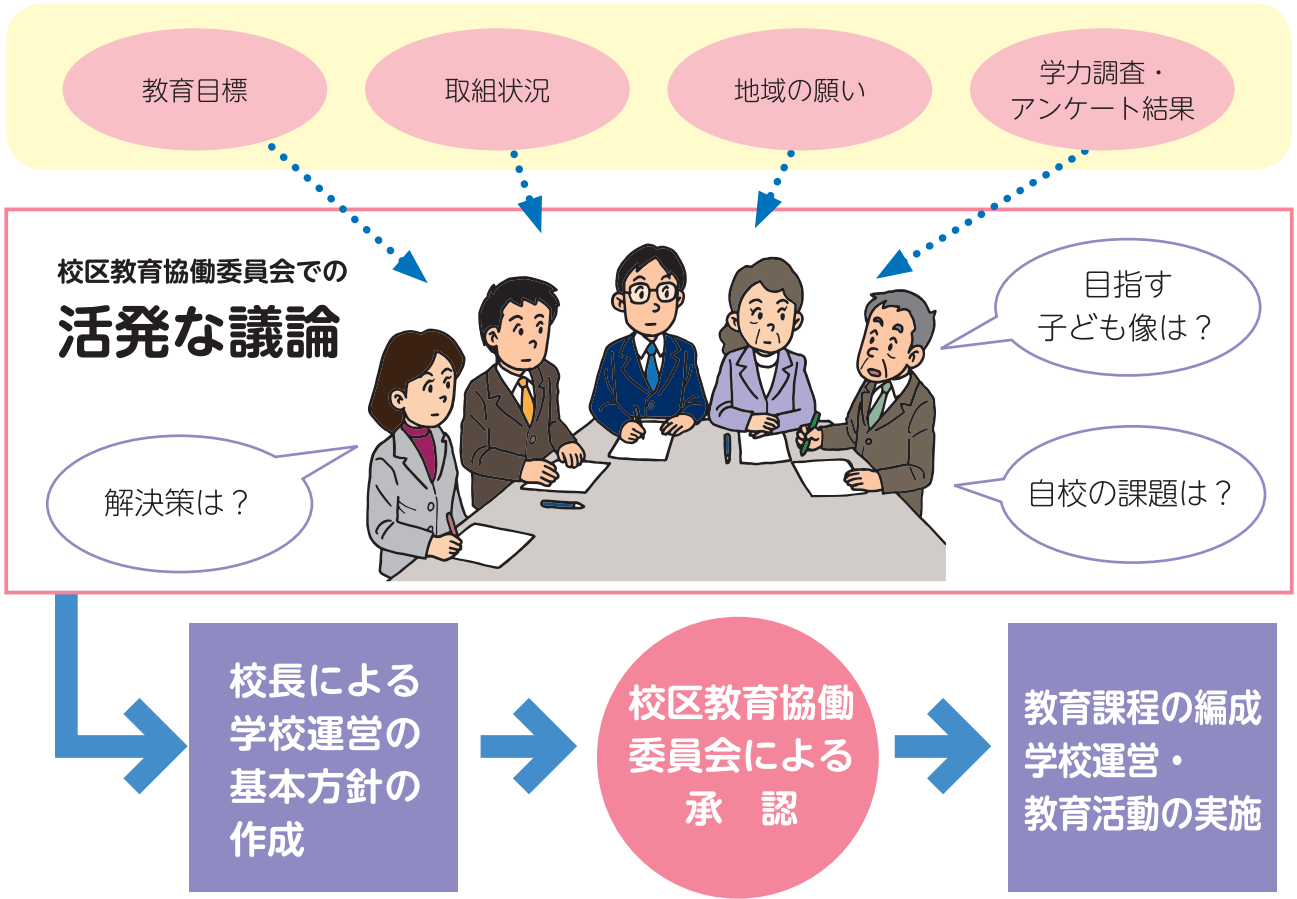 教育目標
取組状況
地域の願い
学力調査・
アンケート結果
校区教育協働委員会での
活発な議論
目指す
子ども像は？
解決策は？
自校の課題は？
校長による
学校運営の
基本方針の
作成
校区教育協働
委員会による
承　認
教育課程の編成
学校運営・
教育活動の実施